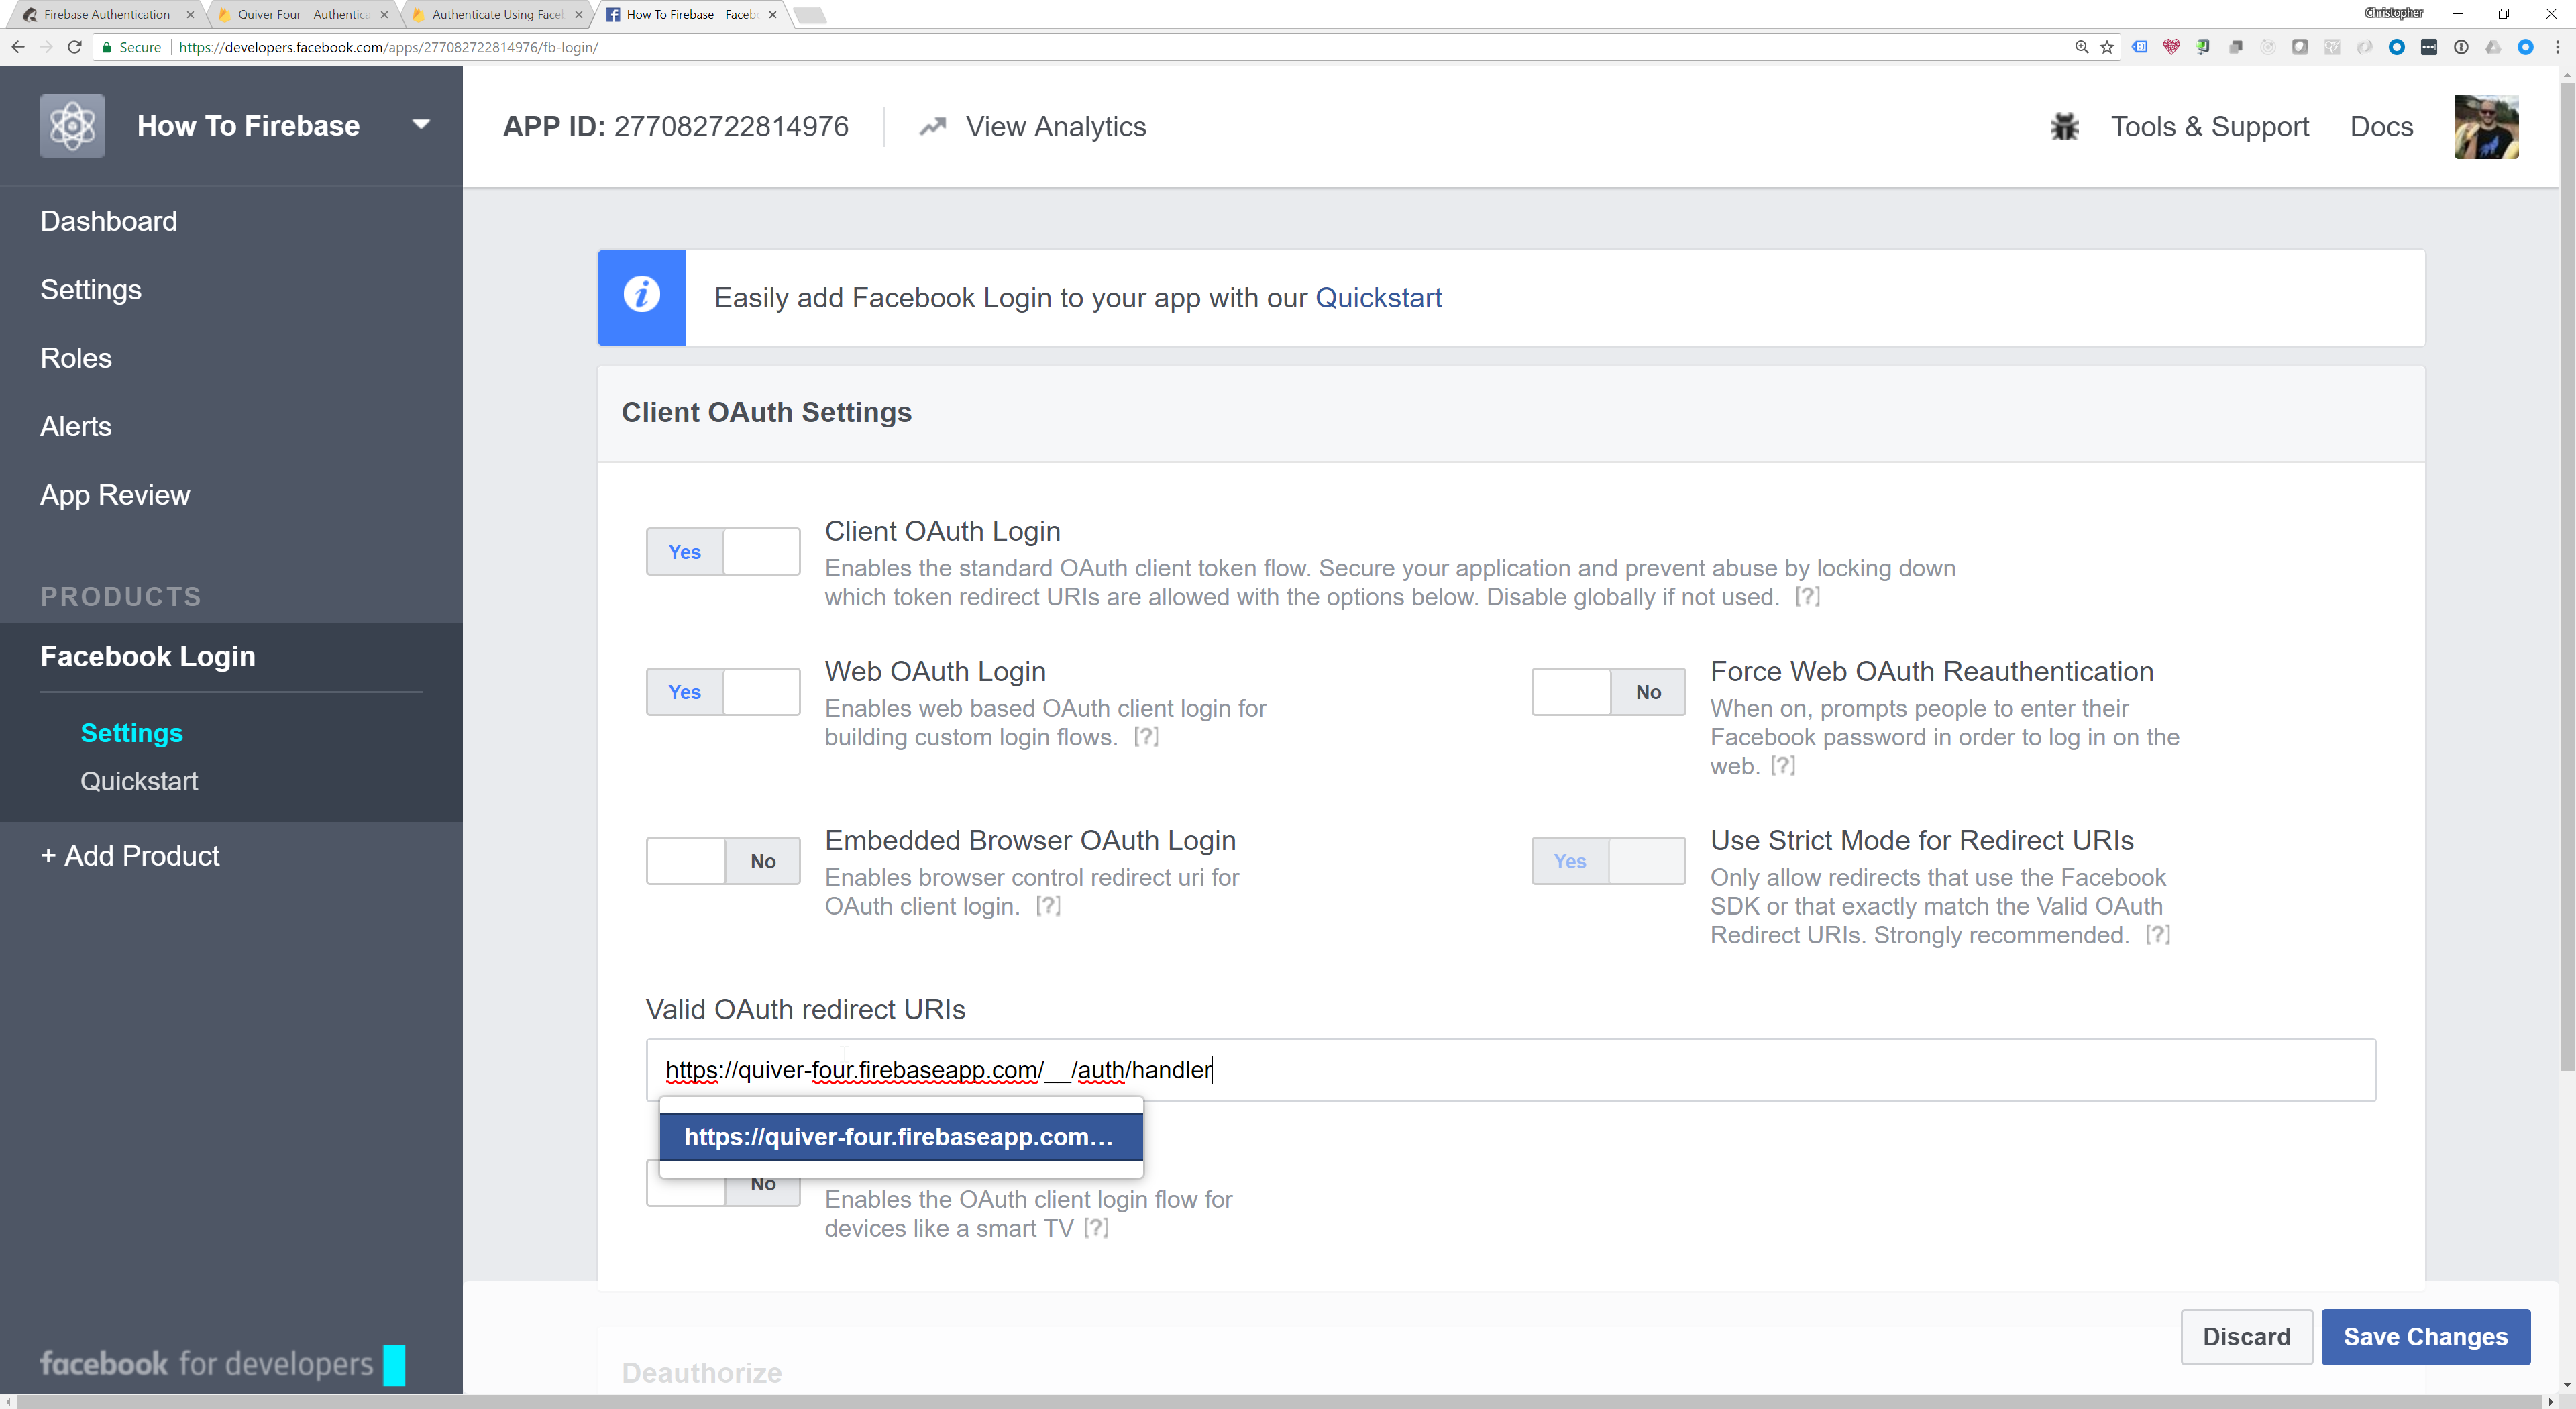 Firebase Authentication
Quiver Four – Authentica
Authenticate Using Face
How To Firebase - Faceb
Christopher
Secure
https://developers.facebook.com/apps/277082722814976/fb-login/
How To Firebase
APP ID: 277082722814976
View Analytics
Tools & Support
Docs
Dashboard
Settings
Roles
Alerts
App Review
PRODUCTS
Facebook Login
Settings
Quickstart
+ Add Product
facebook for developers
Easily add Facebook Login to your app with our Quickstart
Client OAuth Settings
Yes
Client OAuth Login
Enables the standard OAuth client token flow. Secure your application and prevent abuse by locking down
which token redirect URIs are allowed with the options below. Disable globally if not used. [?]
Yes
Web OAuth Login
Enables web based OAuth client login for
building custom login flows. [?]
No
Force Web OAuth Reauthentication
When on, prompts people to enter their
Facebook password in order to log in on the
web. [?]
No
Embedded Browser OAuth Login
Enables browser control redirect uri for
OAuth client login. [?]
Yes
Use Strict Mode for Redirect URIs
Only allow redirects that use the Facebook
SDK or that exactly match the Valid OAuth
Redirect URIs. Strongly recommended. [?]
Valid OAuth redirect URIs
https://quiver-four.firebaseapp.com/__/auth/handler
https://quiver-four.firebaseapp.com...
No
Enables the OAuth client login flow for
devices like a smart TV [?]
Discard
Save Changes
Deauthorize